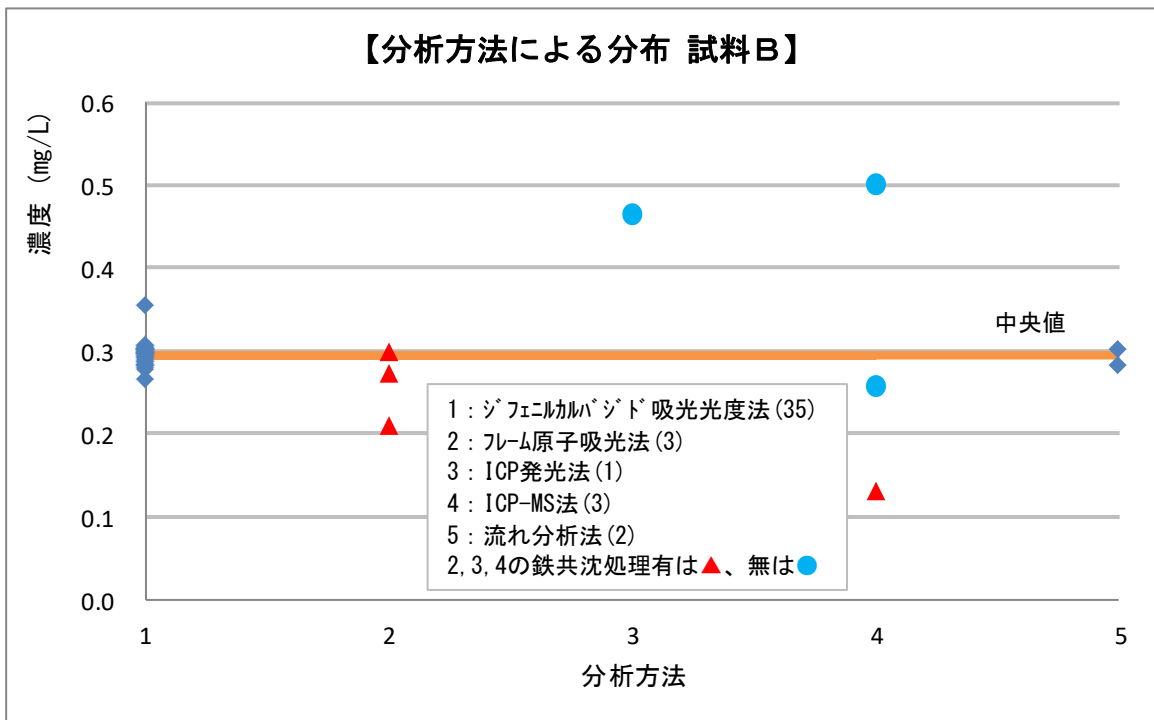 【分析方法による分布 試料B】
濃度 (mg/L)
0.6
0.5
0.4
0.3
0.2
0.1
0.0
中央値
1：ｼﾞﾌｪﾆﾙｶﾙﾊﾞｼﾞﾄﾞ吸光光度法(35)
2：ﾌﾚｰﾑ原子吸光法(3)
3：ICP発光法(1)
4：ICP-MS法(3)
5：流れ分析法(2)
2,3,4の鉄共沈処理有は▲、無は●
1 2 3 4 5
分析方法